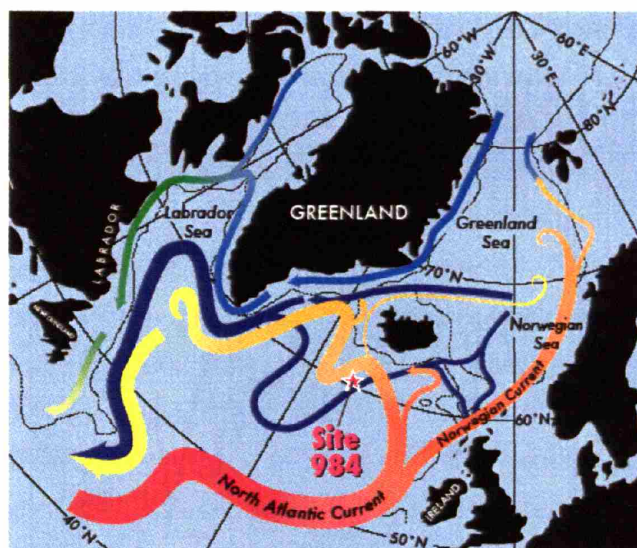 60°W
30°W
30°E
60°E
80°N
LABRADOR
Labrador
Sea
GREENLAND
Greenland
Sea
70°N
NEWFOUNDLAND
Norwegian
Sea
Norwegian Current
60°N
Site
984
North Atlantic Current
IRELAND
40°N
50°N